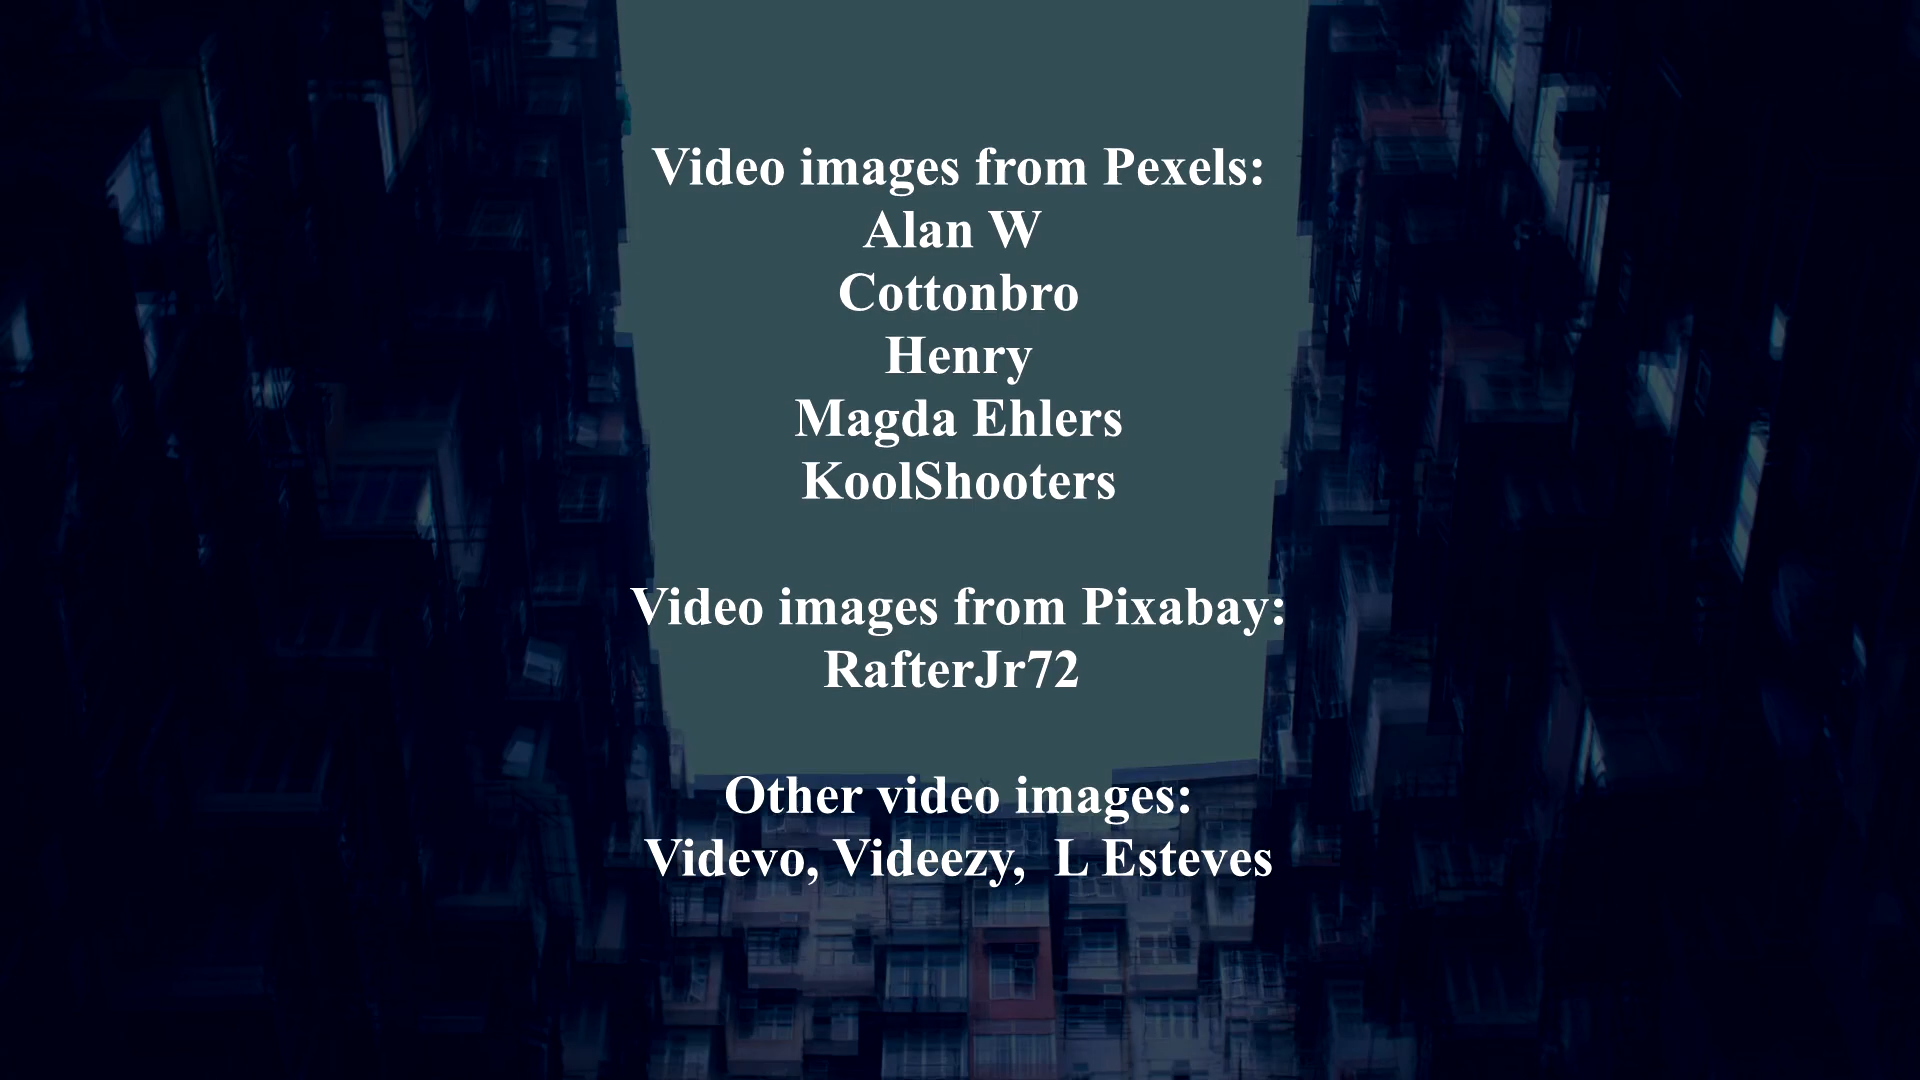 Video images from Pexels:
Alan W
Cottonbro
Henry
Magda Ehlers
KoolShooters
Video images from Pixabay:
RafterJr72
Other video images:
Videvo, Videezy,  L Esteves